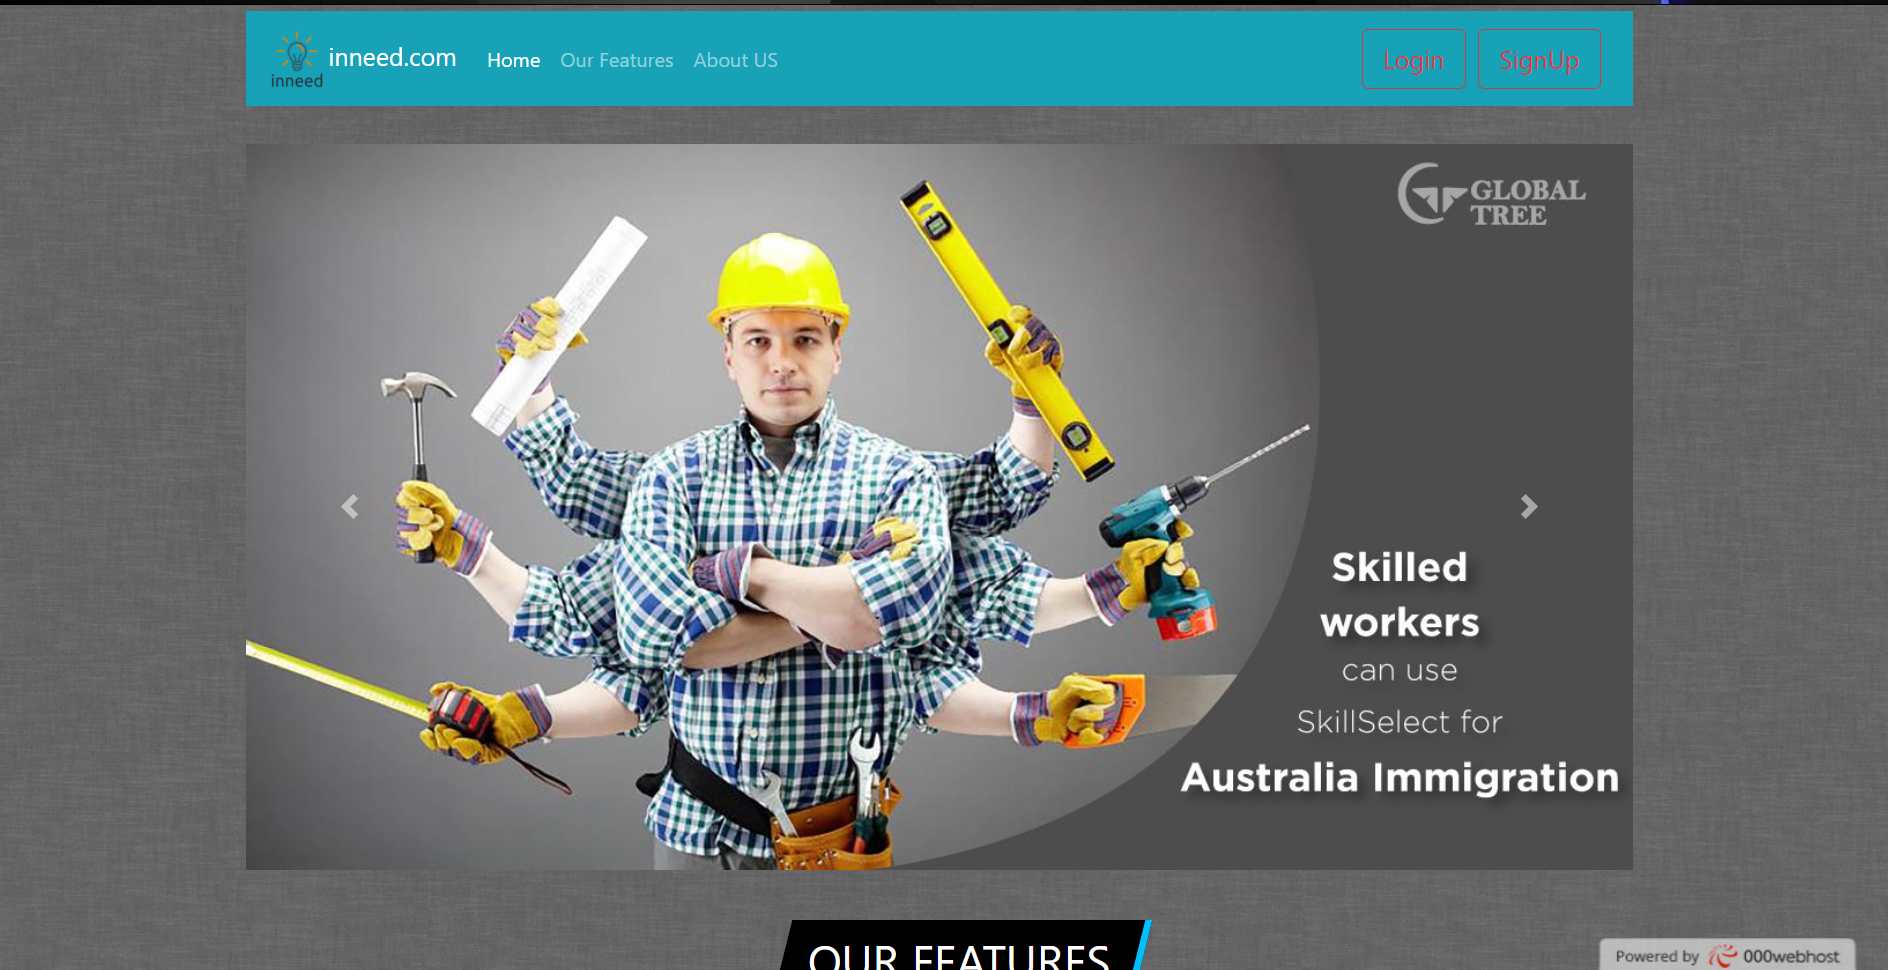 inneed
inneed.com
Home
Our Features
About US
Login
SignUp
GLOBAL
TREE
Skilled
workers
can use
SkillSelect for
Australia Immigration
OUR FEATURES
Powered by 000webhost